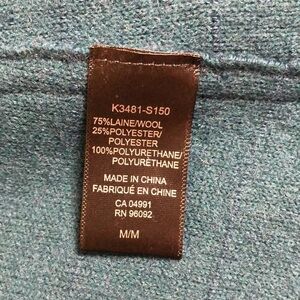 K3481-S150
75%LAINE/WOOL
25%POLYESTER/
POLYESTER
100%POLYURETHANE/
POLYURÉTHANE
MADE IN CHINA
FABRIQUÉ EN CHINE
CA 04991
RN 96092
M/M